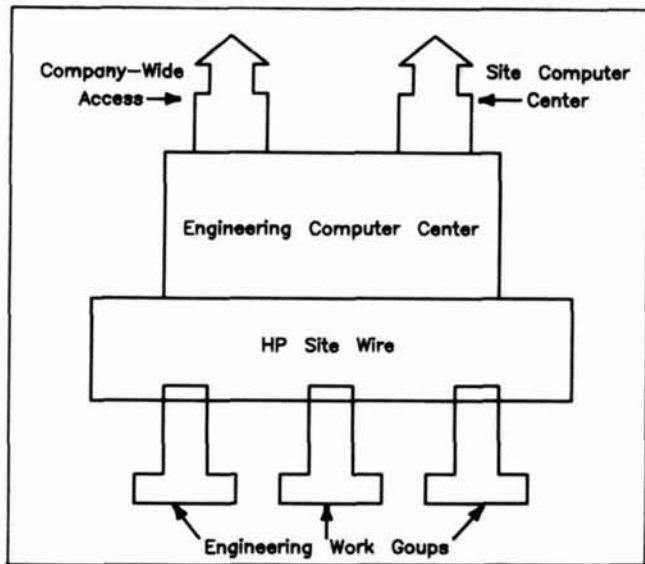 Company-Wide
Access
Site Computer
Center
Engineering Computer Center
HP Site Wire
Engineering Work Goups